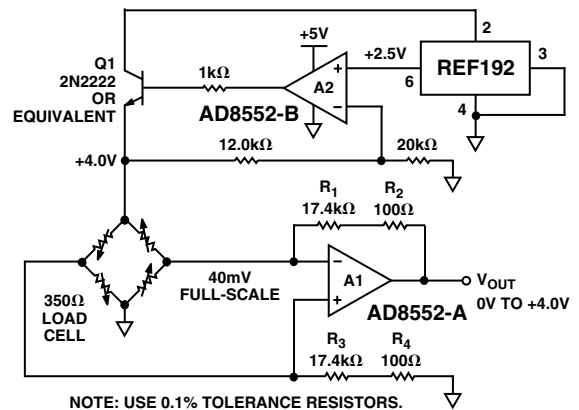 2
Q1
2N2222
OR
EQUIVALENT
1kΩ
+5V
A2
+
−
AD8552-B
+2.5V
6
REF192
3
4
+4.0V
12.0kΩ
20kΩ
R1
17.4kΩ
R2
100Ω
350Ω
LOAD
CELL
40mV
FULL-SCALE
−
A1
+
VOUT
0V TO +4.0V
AD8552-A
R3
17.4kΩ
R4
100Ω
NOTE: USE 0.1% TOLERANCE RESISTORS.